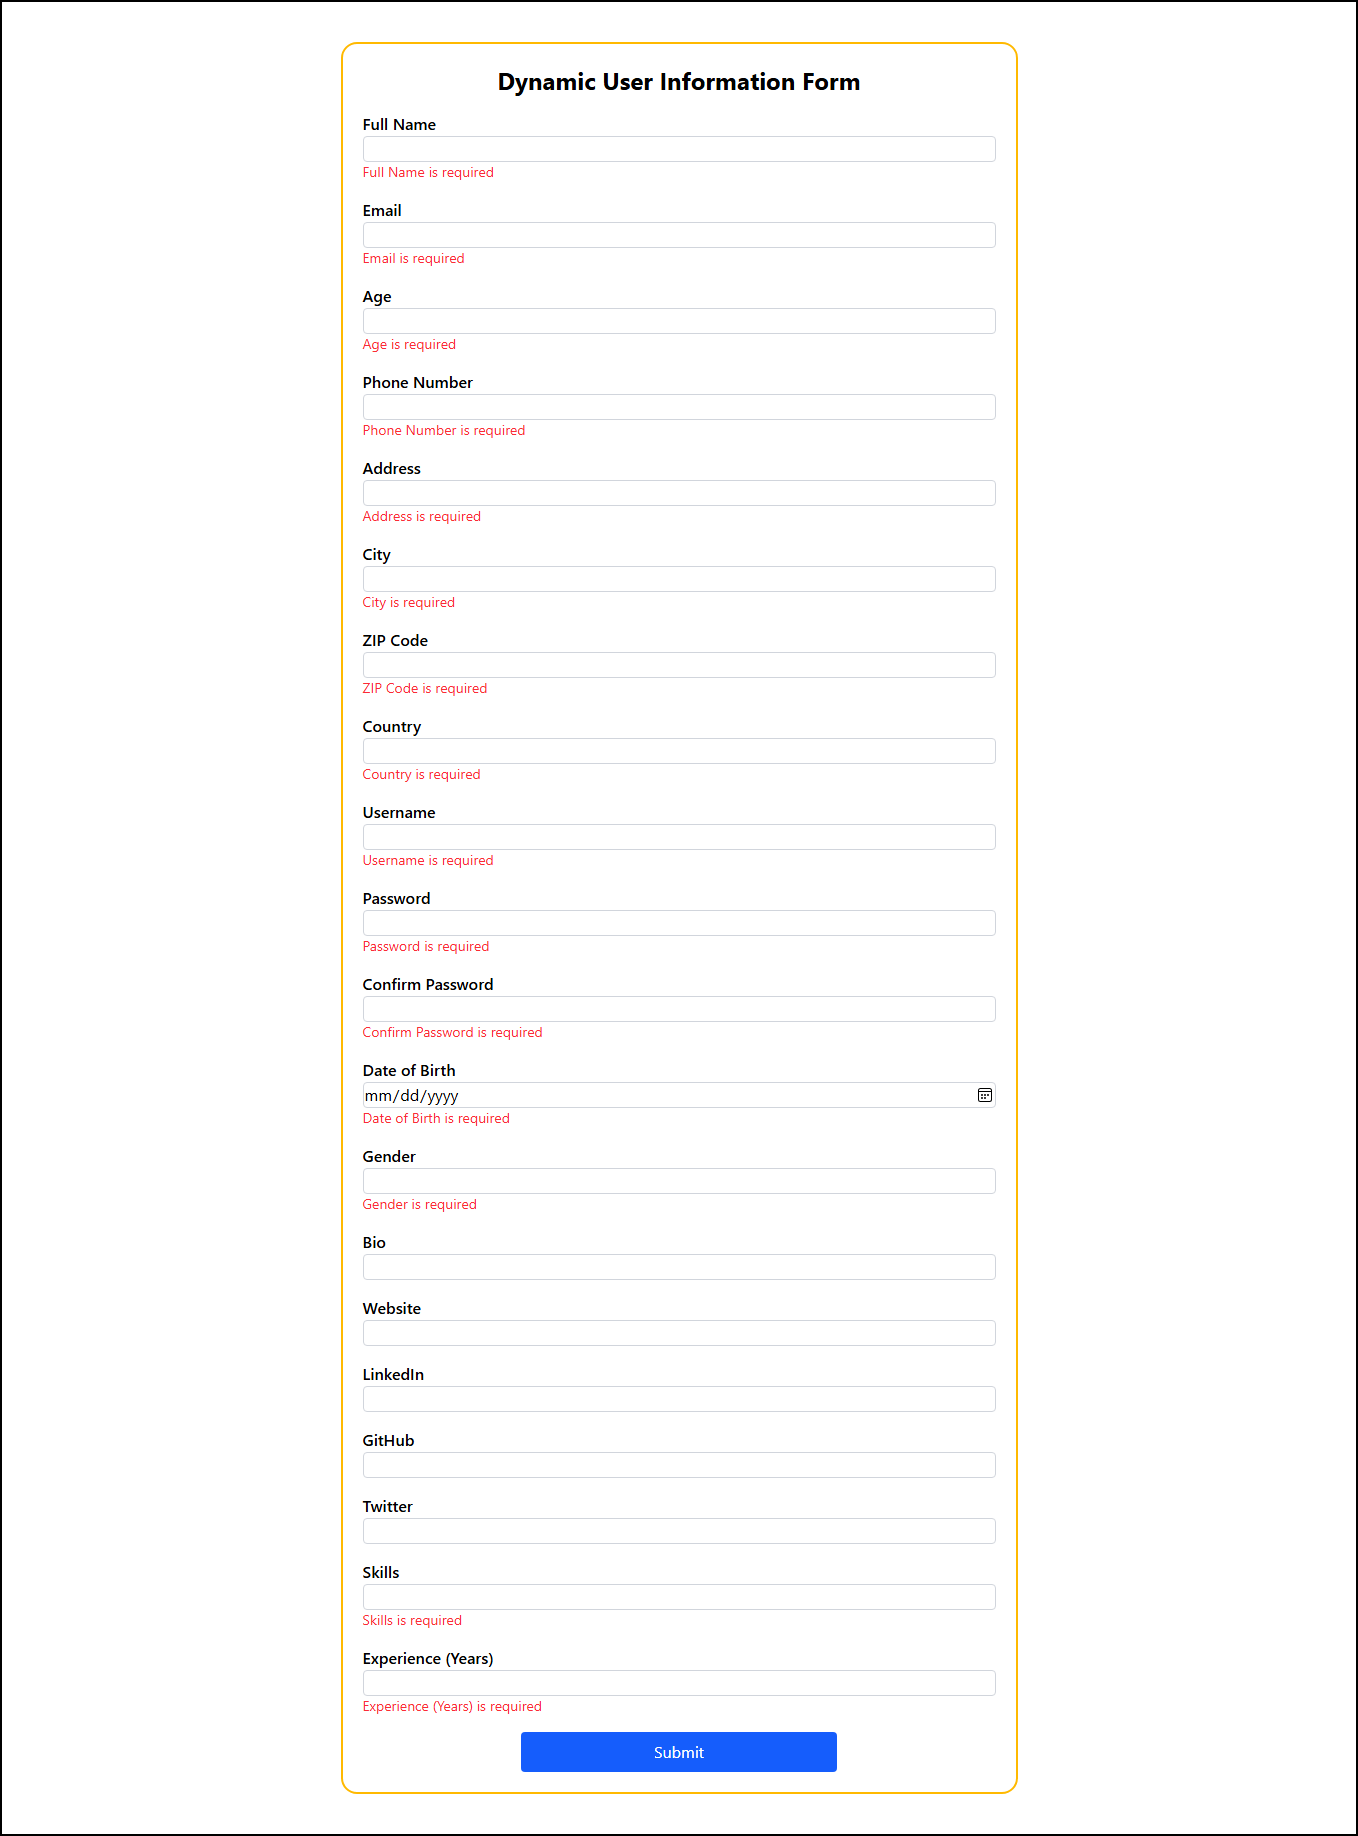 Dynamic User Information Form
Full Name
Full Name is required
Email
Email is required
Age
Age is required
Phone Number
Phone Number is required
Address
Address is required
City
City is required
ZIP Code
ZIP Code is required
Country
Country is required
Username
Username is required
Password
Password is required
Confirm Password
Confirm Password is required
Date of Birth
mm/dd/yyyy
Date of Birth is required
Gender
Gender is required
Bio
Website
LinkedIn
GitHub
Twitter
Skills
Skills is required
Experience (Years)
Experience (Years) is required
Submit